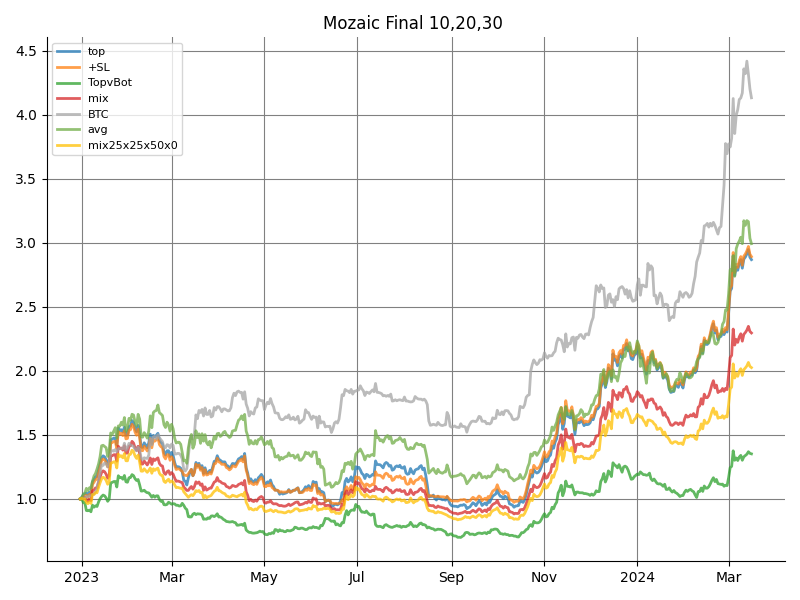 Mozaic Final 10,20,30
top
+SL
TopvBot
mix
BTC
avg
mix25x25x50x0
4.5
4.0
3.5
3.0
2.5
2.0
1.5
1.0
2023 Mar May Jul Sep Nov 2024 Mar